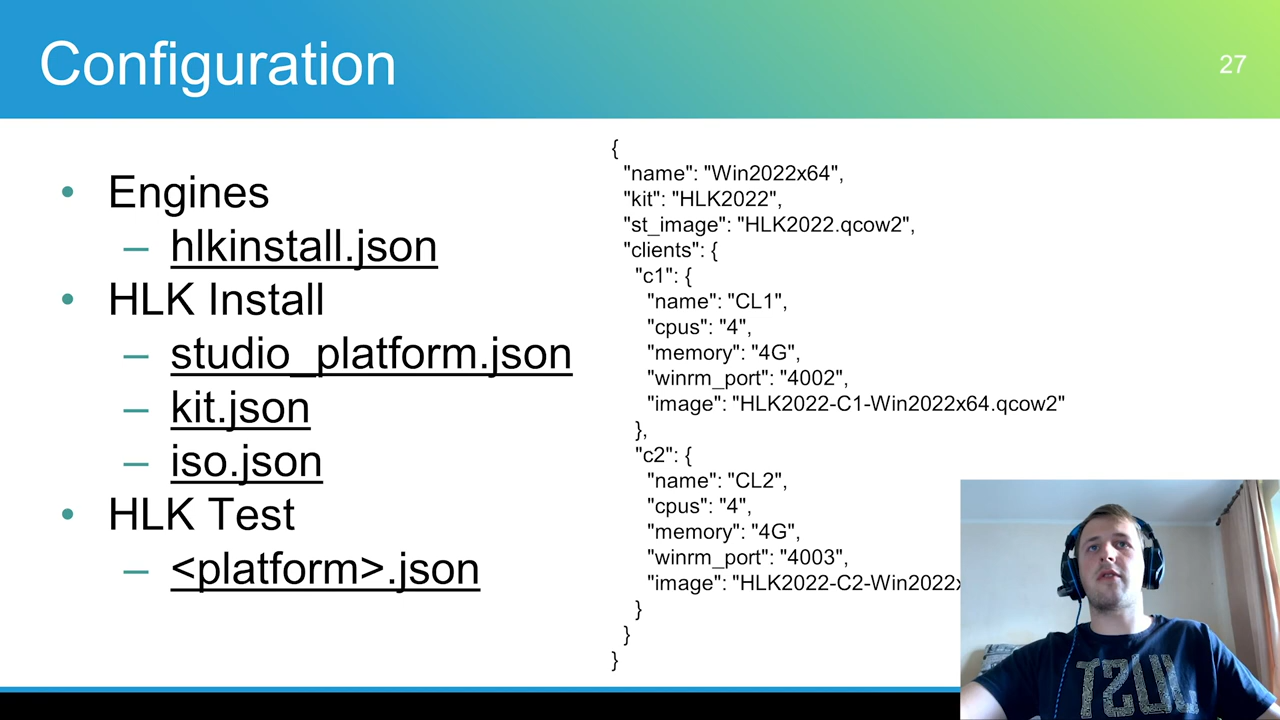 Configuration
27
• Engines
– hlkinstall.json
• HLK Install
– studio_platform.json
– kit.json
– iso.json
• HLK Test
– <platform>.json
{
"name": "Win2022x64",
"kit": "HLK2022",
"st_image": "HLK2022.qcow2",
"clients": {
"c1": {
"name": "CL1",
"cpus": "4",
"memory": "4G",
"winrm_port": "4002",
"image": "HLK2022-C1-Win2022x64.qcow2"
},
"c2": {
"name": "CL2",
"cpus": "4",
"memory": "4G",
"winrm_port": "4003",
"image": "HLK2022-C2-Win2022x
}
}
}